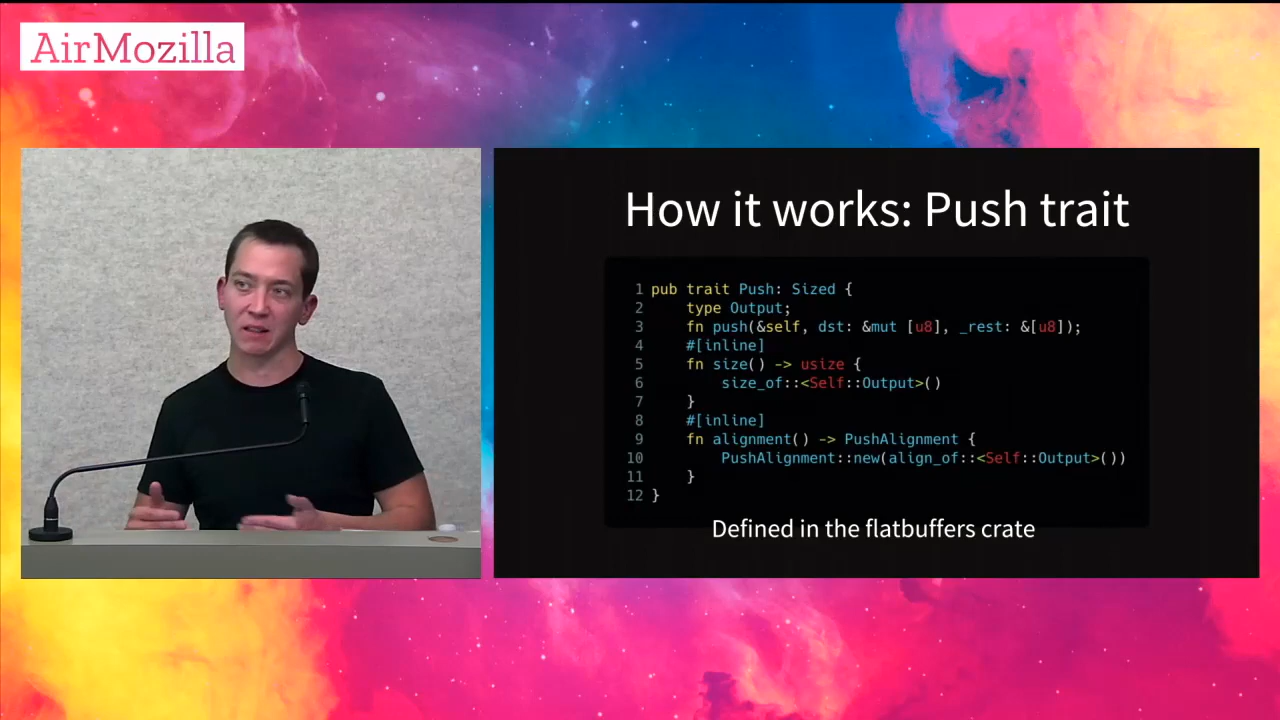 AirMozilla
How it works: Push trait
1 pub trait Push: Sized {
2     type Output;
3     fn push(&self, dst: &mut [u8], _rest: &[u8]);
4     #[inline]
5     fn size() -> usize {
6         size_of::<Self::Output>()
7     }
8     #[inline]
9     fn alignment() -> PushAlignment {
10         PushAlignment::new(align_of::<Self::Output>())
11     }
12 }
Defined in the flatbuffers crate